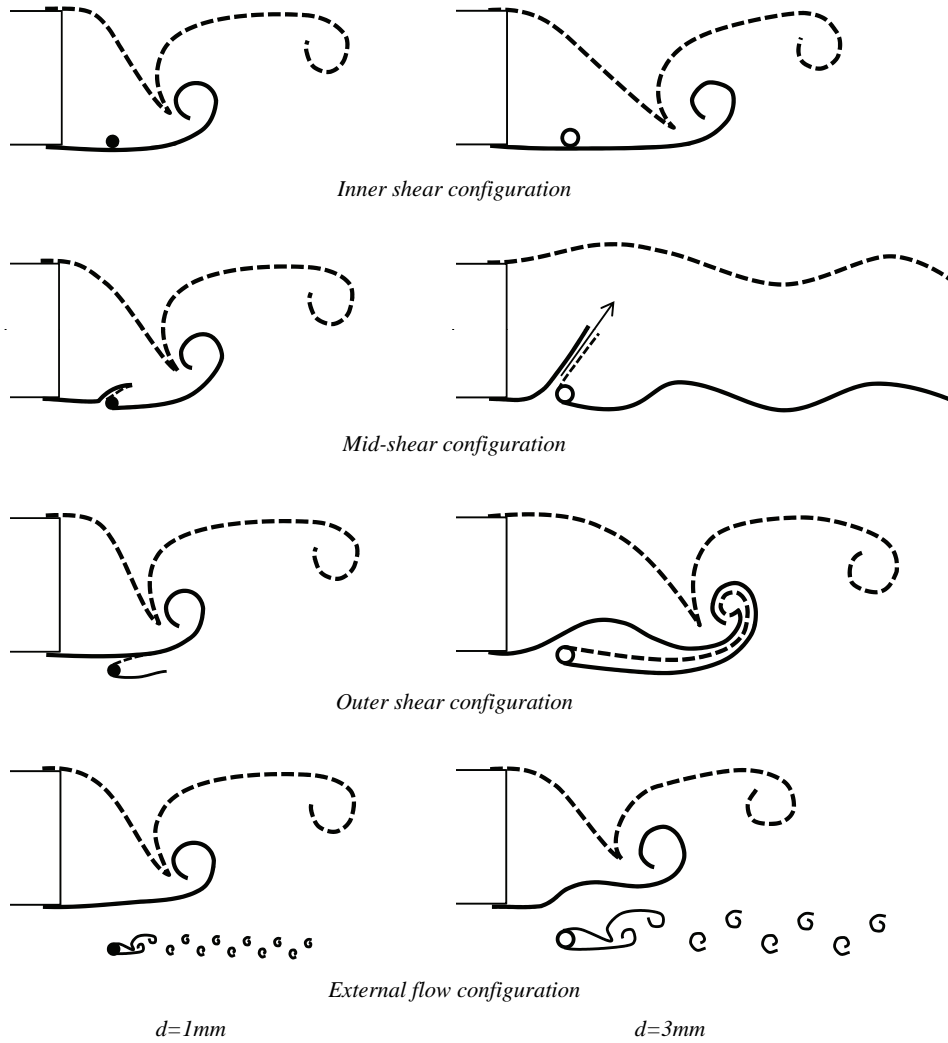 Inner shear configuration
Mid-shear configuration
Outer shear configuration
External flow configuration
d=1mm
d=3mm